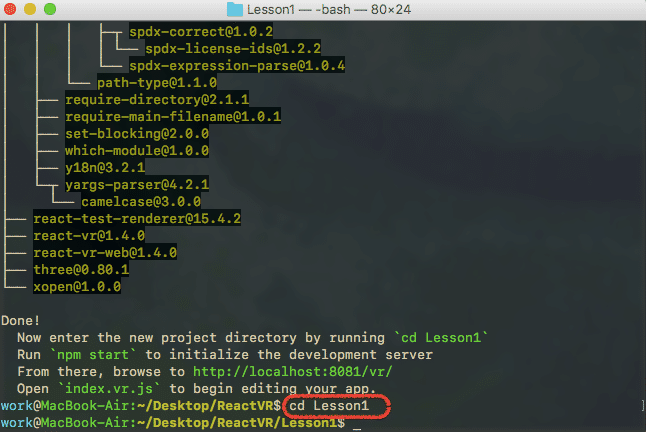 Lesson1 — -bash — 80×24
│   │   │   ├─┬ spdx-correct@1.0.2
│   │   │   │ └── spdx-license-ids@1.2.2
│   │   │   └── spdx-expression-parse@1.0.4
│   │   └── path-type@1.1.0
│   ├── require-directory@2.1.1
│   ├── require-main-filename@1.0.1
│   ├── set-blocking@2.0.0
│   ├── which-module@1.0.0
│   ├── y18n@3.2.1
│   └─┬ yargs-parser@4.2.1
│     └── camelcase@3.0.0
├── react-test-renderer@15.4.2
├── react-vr@1.4.0
├── react-vr-web@1.4.0
├── three@0.80.1
└── xopen@1.0.0
Done!
Now enter the new project directory by running `cd Lesson1`
Run `npm start` to initialize the development server
From there, browse to http://localhost:8081/vr/
Open `index.vr.js` to begin editing your app.
work@MacBook-Air:~/Desktop/ReactVR$ cd Lesson1
work@MacBook-Air:~/Desktop/ReactVR/Lesson1$ _